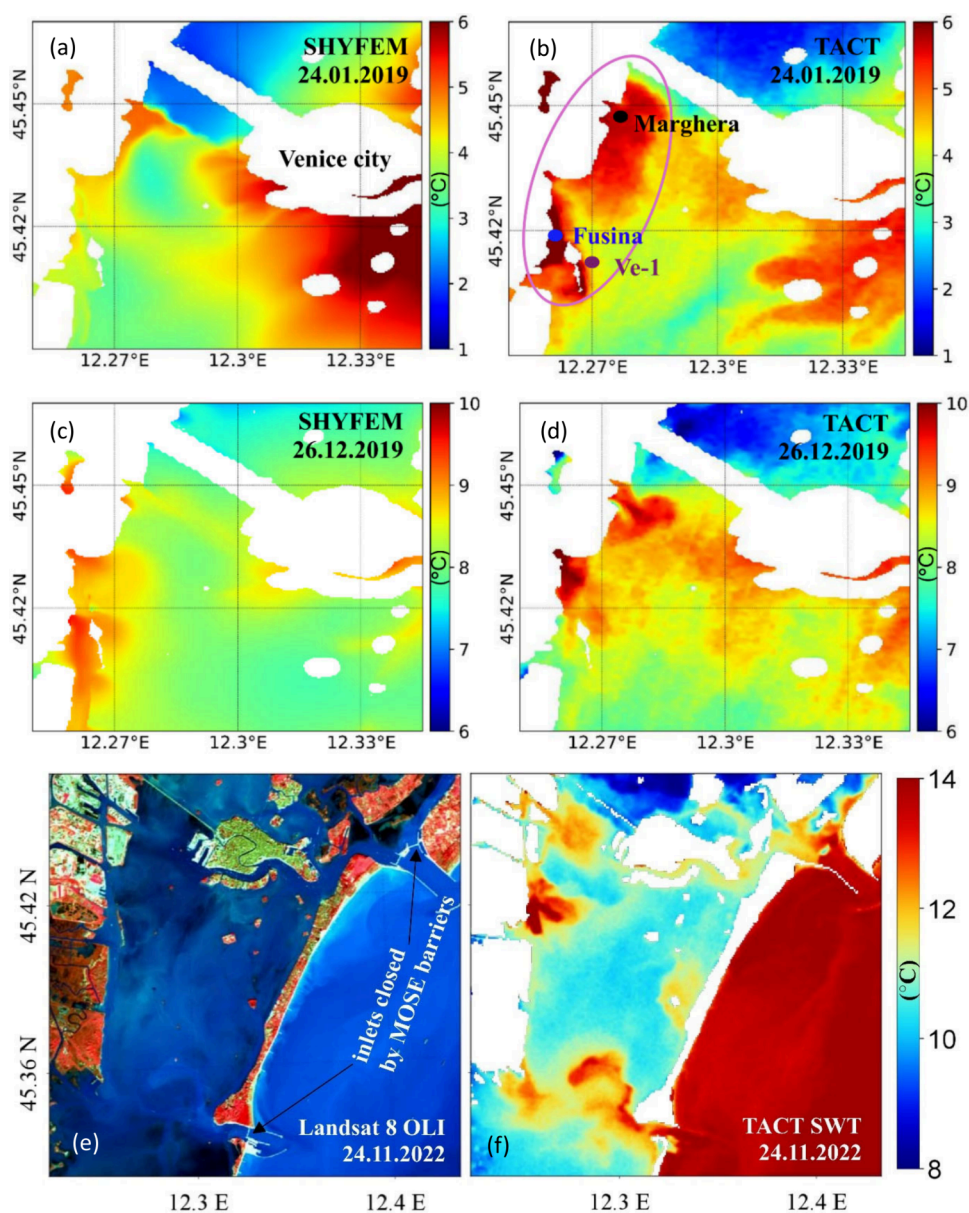 (a)
SHYFEM
24.01.2019
Venice city
45.45°N
45.42°N
12.27°E
12.3°E
12.33°E
6
5
4
3
2
1
(°C)
(b)
TACT
24.01.2019
Marghera
Fusina
Ve-1
45.45°N
45.42°N
12.27°E
12.3°E
12.33°E
6
5
4
3
2
1
(°C)
(c)
SHYFEM
26.12.2019
45.45°N
45.42°N
12.27°E
12.3°E
12.33°E
10
9
8
7
6
(°C)
(d)
TACT
26.12.2019
45.45°N
45.42°N
12.27°E
12.3°E
12.33°E
10
9
8
7
6
(°C)
45.42 N
45.36 N
inlets closed
by MOSE barriers
(e)
Landsat 8 OLI
24.11.2022
12.3 E
12.4 E
(f)
TACT SWT
24.11.2022
12.3 E
12.4 E
14
12
10
8
(°C)